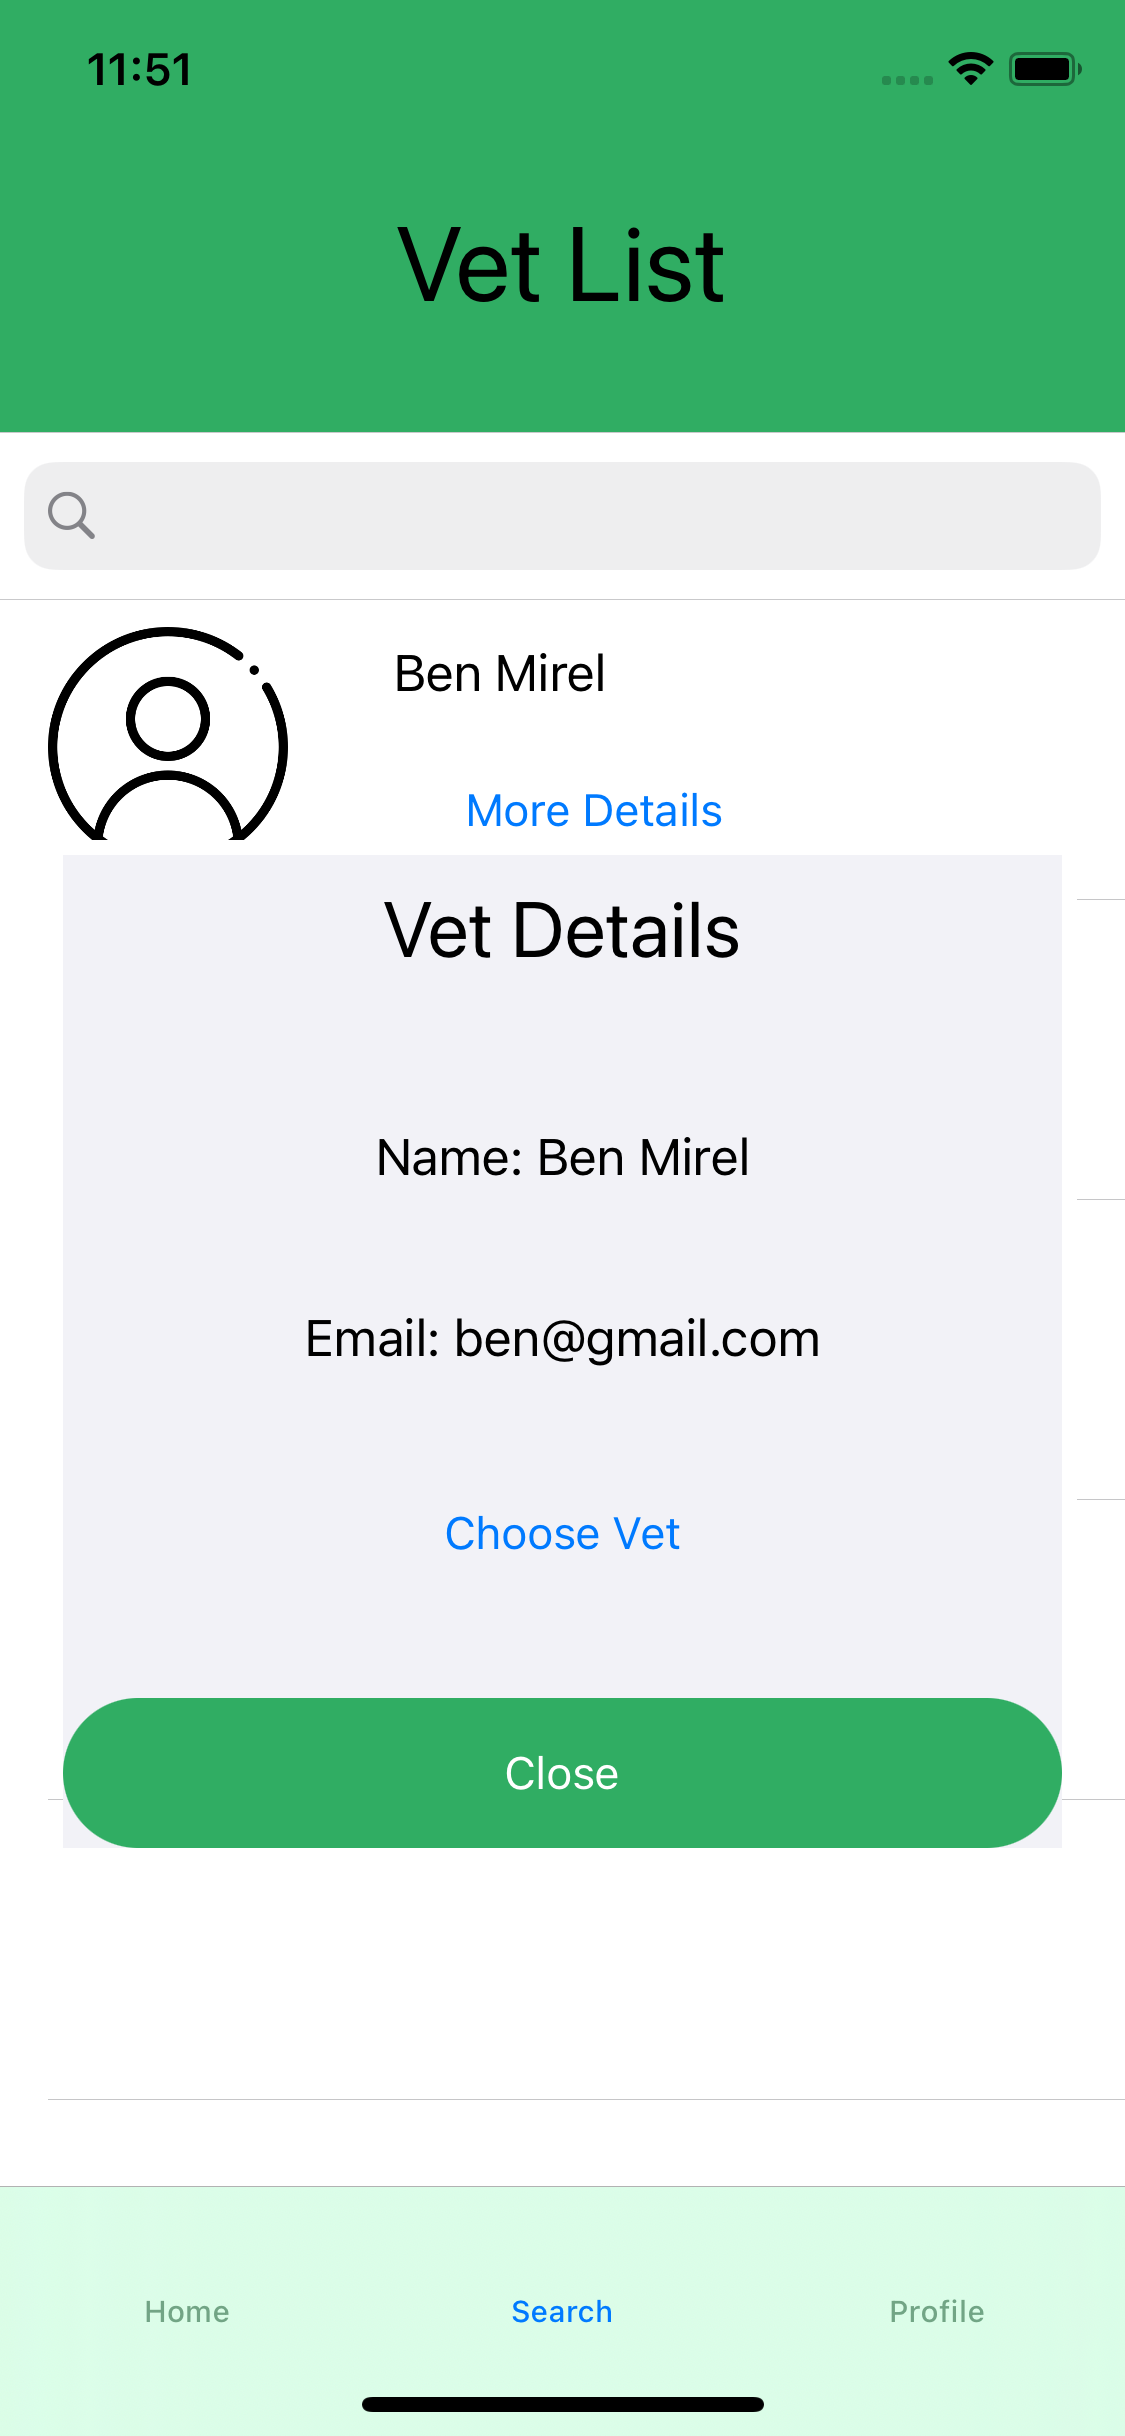 11:51
Vet List
Ben Mirel
More Details
Vet Details
Name: Ben Mirel
Email: ben@gmail.com
Choose Vet
Close
Home
Search
Profile